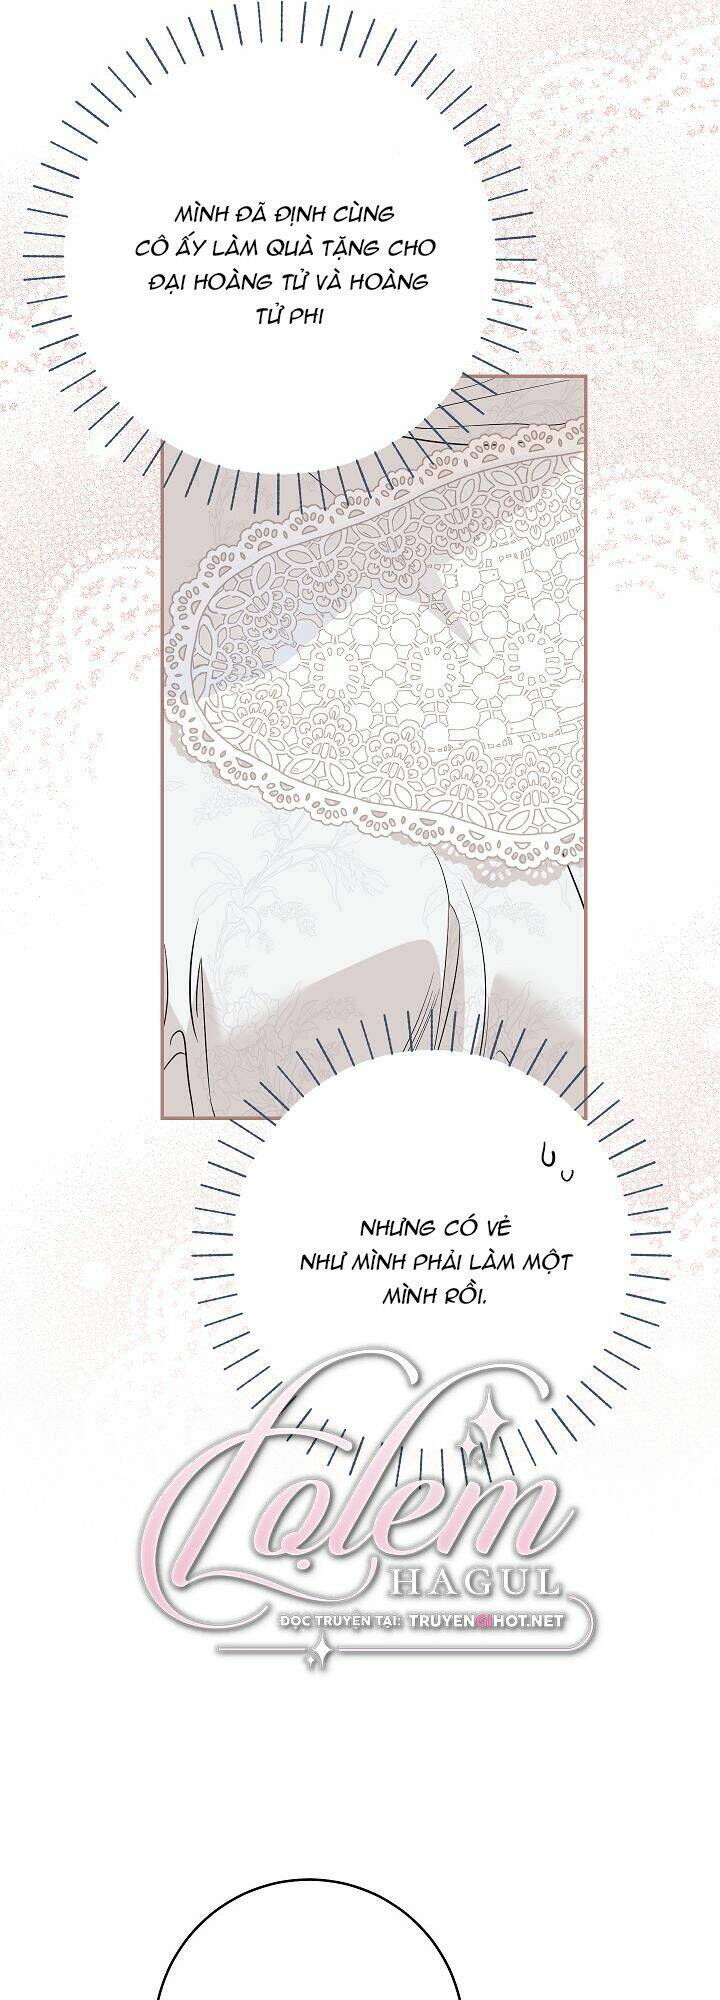 MÌNH ĐÃ ĐỊNH CÙNG
CÔ ẤY LÀM QUÀ TẶNG CHO
ĐẠI HOÀNG TỬ VÀ HOÀNG
TỬ PHI
NHƯNG CÓ VẺ
NHƯ MÌNH PHẢI LÀM MỘT
MÌNH RỒI.
Lọlem
HAGUL
ĐỌC TRUYỆN TẠI: TRUYENGIHOT.NET